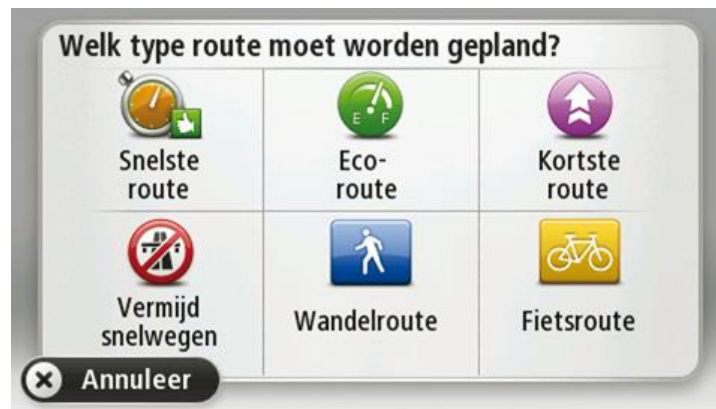 Welk type route moet worden gepland?
E F
Snelste
route
Eco-
route
Kortste
route
Vermijd
snelwegen
Wandelroute
Fietsroute
Annuleer